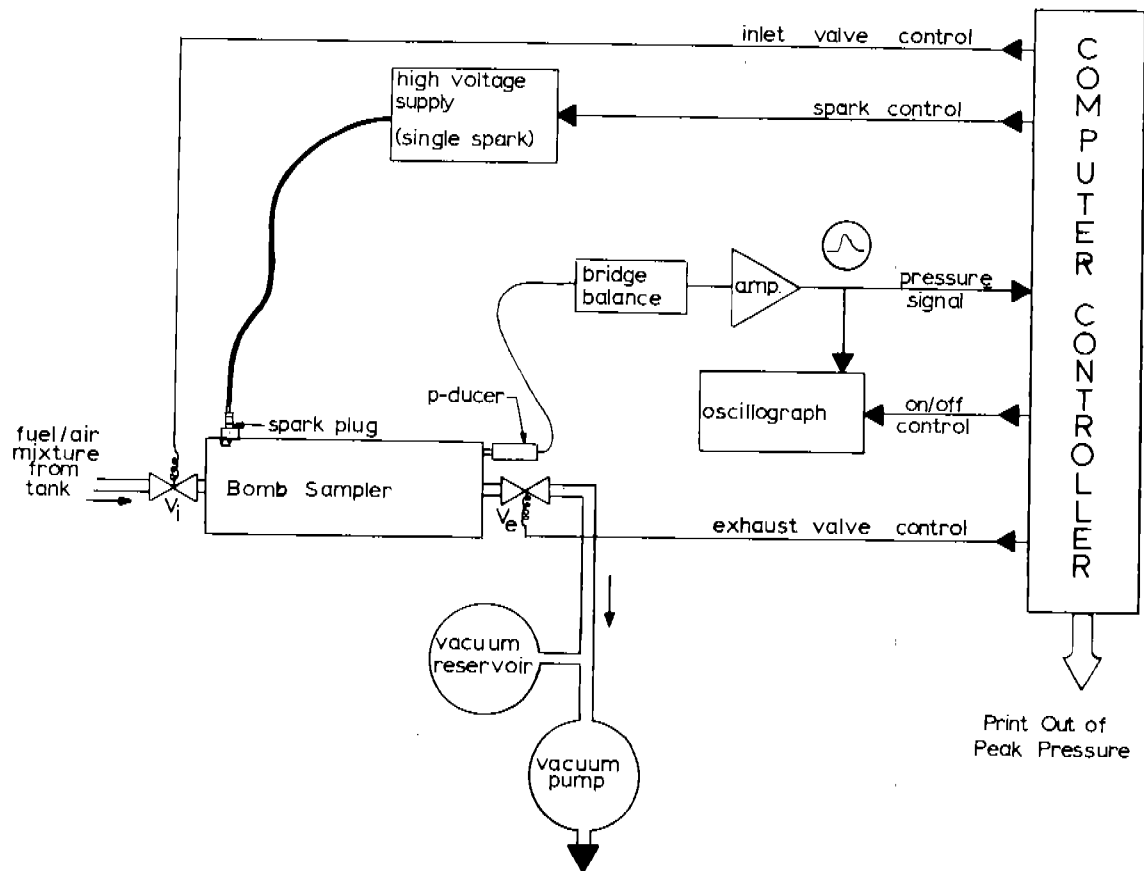 inlet valve control
high voltage
supply
(single spark)
spark control
COMPUTER CONTROLLER
bridge
balance
amp.
pressure
signal
p-ducer
oscillograph
on/off
control
spark plug
fuel/air
mixture
from
tank
Vi
Bomb Sampler
Ve
exhaust valve control
vacuum
reservoir
vacuum
pump
Print Out of
Peak Pressure